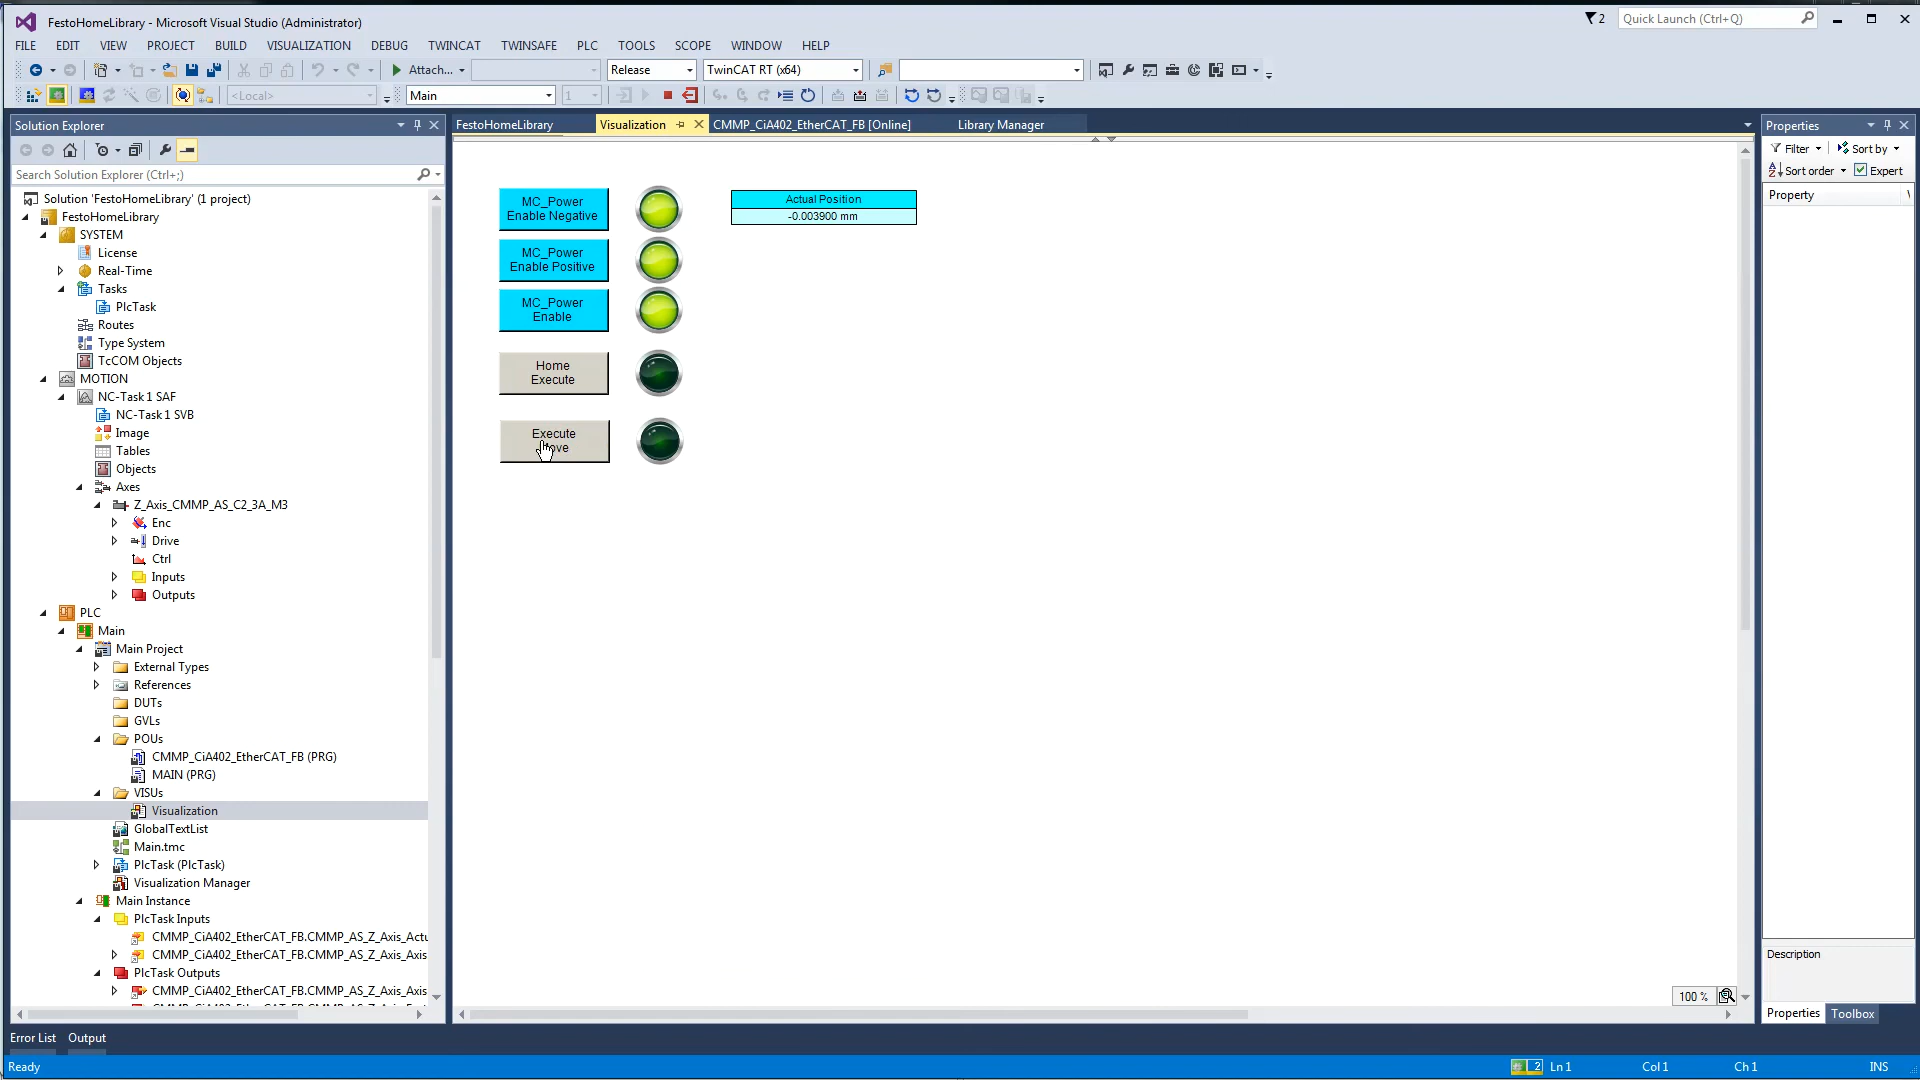 FestoHomeLibrary - Microsoft Visual Studio (Administrator)
2
Quick Launch (Ctrl+Q)
FILE EDIT VIEW PROJECT BUILD VISUALIZATION DEBUG TWINCAT TWINSAFE PLC TOOLS SCOPE WINDOW HELP
Attach... Release TwinCAT RT (x64)
<Local> Main 1
Solution Explorer
Search Solution Explorer (Ctrl+;)
Solution 'FestoHomeLibrary' (1 project)
FestoHomeLibrary
SYSTEM
License
Real-Time
Tasks
PlcTask
Routes
Type System
TcCOM Objects
MOTION
NC-Task 1 SAF
NC-Task 1 SVB
Image
Tables
Objects
Axes
Z_Axis_CMMP_AS_C2_3A_M3
Enc
Drive
Ctrl
Inputs
Outputs
PLC
Main
Main Project
External Types
References
DUTs
GVLs
POUs
CMMP_CiA402_EtherCAT_FB (PRG)
MAIN (PRG)
VISUs
Visualization
GlobalTextList
Main.tmc
PlcTask (PlcTask)
Visualization Manager
Main Instance
PlcTask Inputs
CMMP_CiA402_EtherCAT_FB.CMMP_AS_Z_Axis_Actu
CMMP_CiA402_EtherCAT_FB.CMMP_AS_Z_Axis_Axis
PlcTask Outputs
CMMP_CiA402_EtherCAT_FB.CMMP_AS_Z_Axis_Axis
FestoHomeLibrary Visualization CMMP_CiA402_EtherCAT_FB [Online] Library Manager
MC_Power
Enable Negative
MC_Power
Enable Positive
MC_Power
Enable
Home
Execute
Execute
Actual Position
-0.003900 mm
100 %
Properties
Filter Sort by
Sort order Expert
Property
Description
Properties Toolbox
Error List Output
Ready
2 Ln 1 Col 1 Ch 1 INS